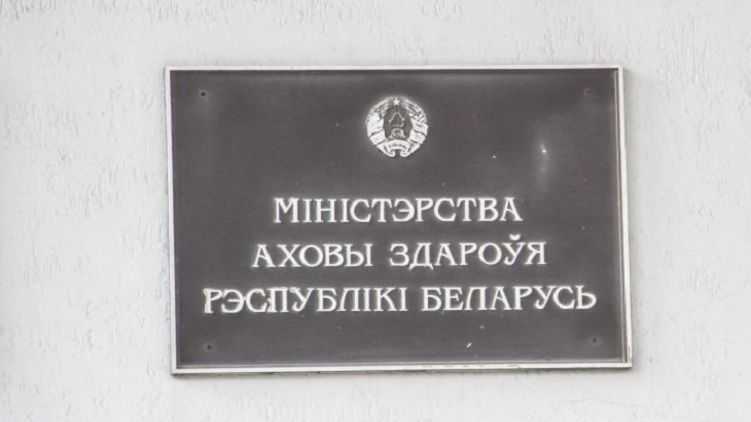 МІНІСТЭРСТВА
АХОВЫ ЗДАРОЎЯ
РЭСПУБЛІКІ БЕЛАРУСЬ